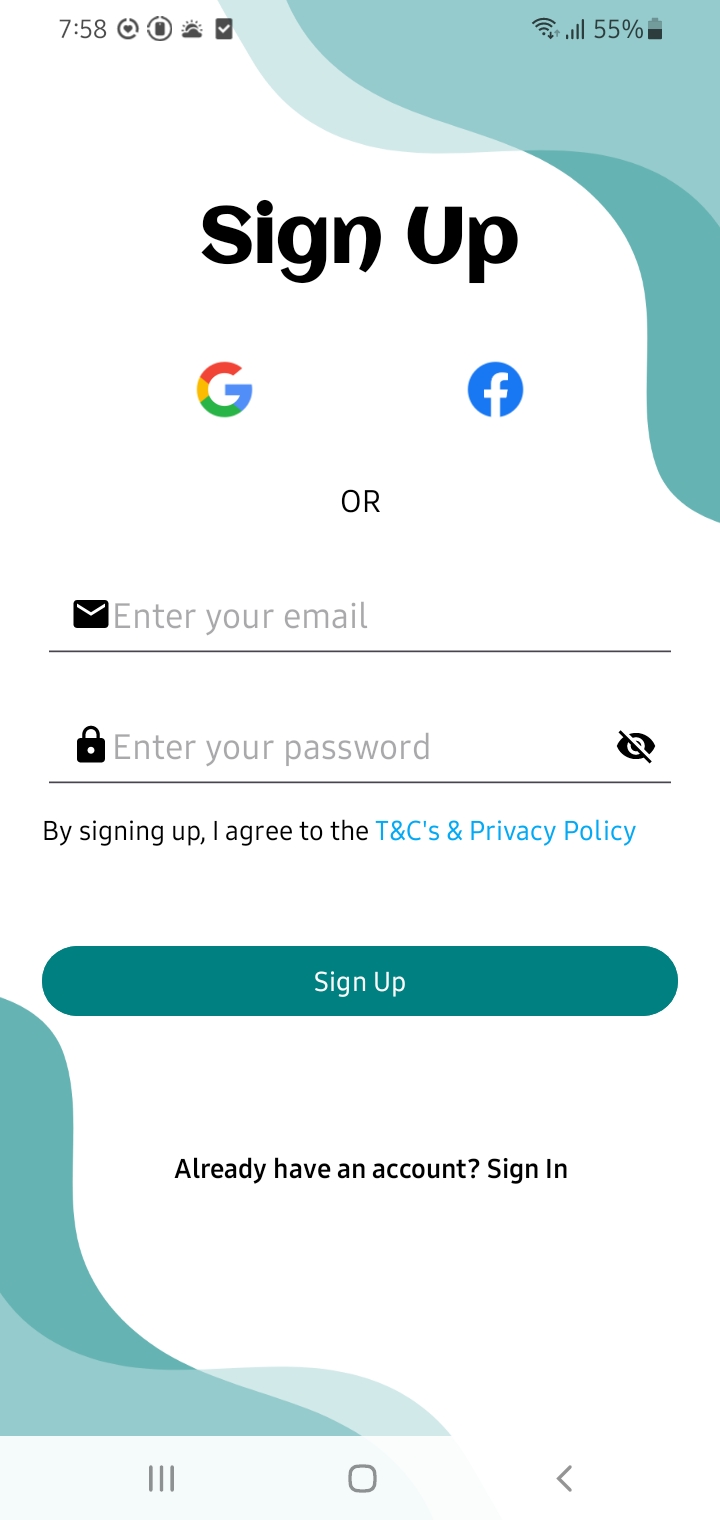 7:58 55%
Sign Up
OR
Enter your email
Enter your password
By signing up, I agree to the T&C's & Privacy Policy
Sign Up
Already have an account? Sign In